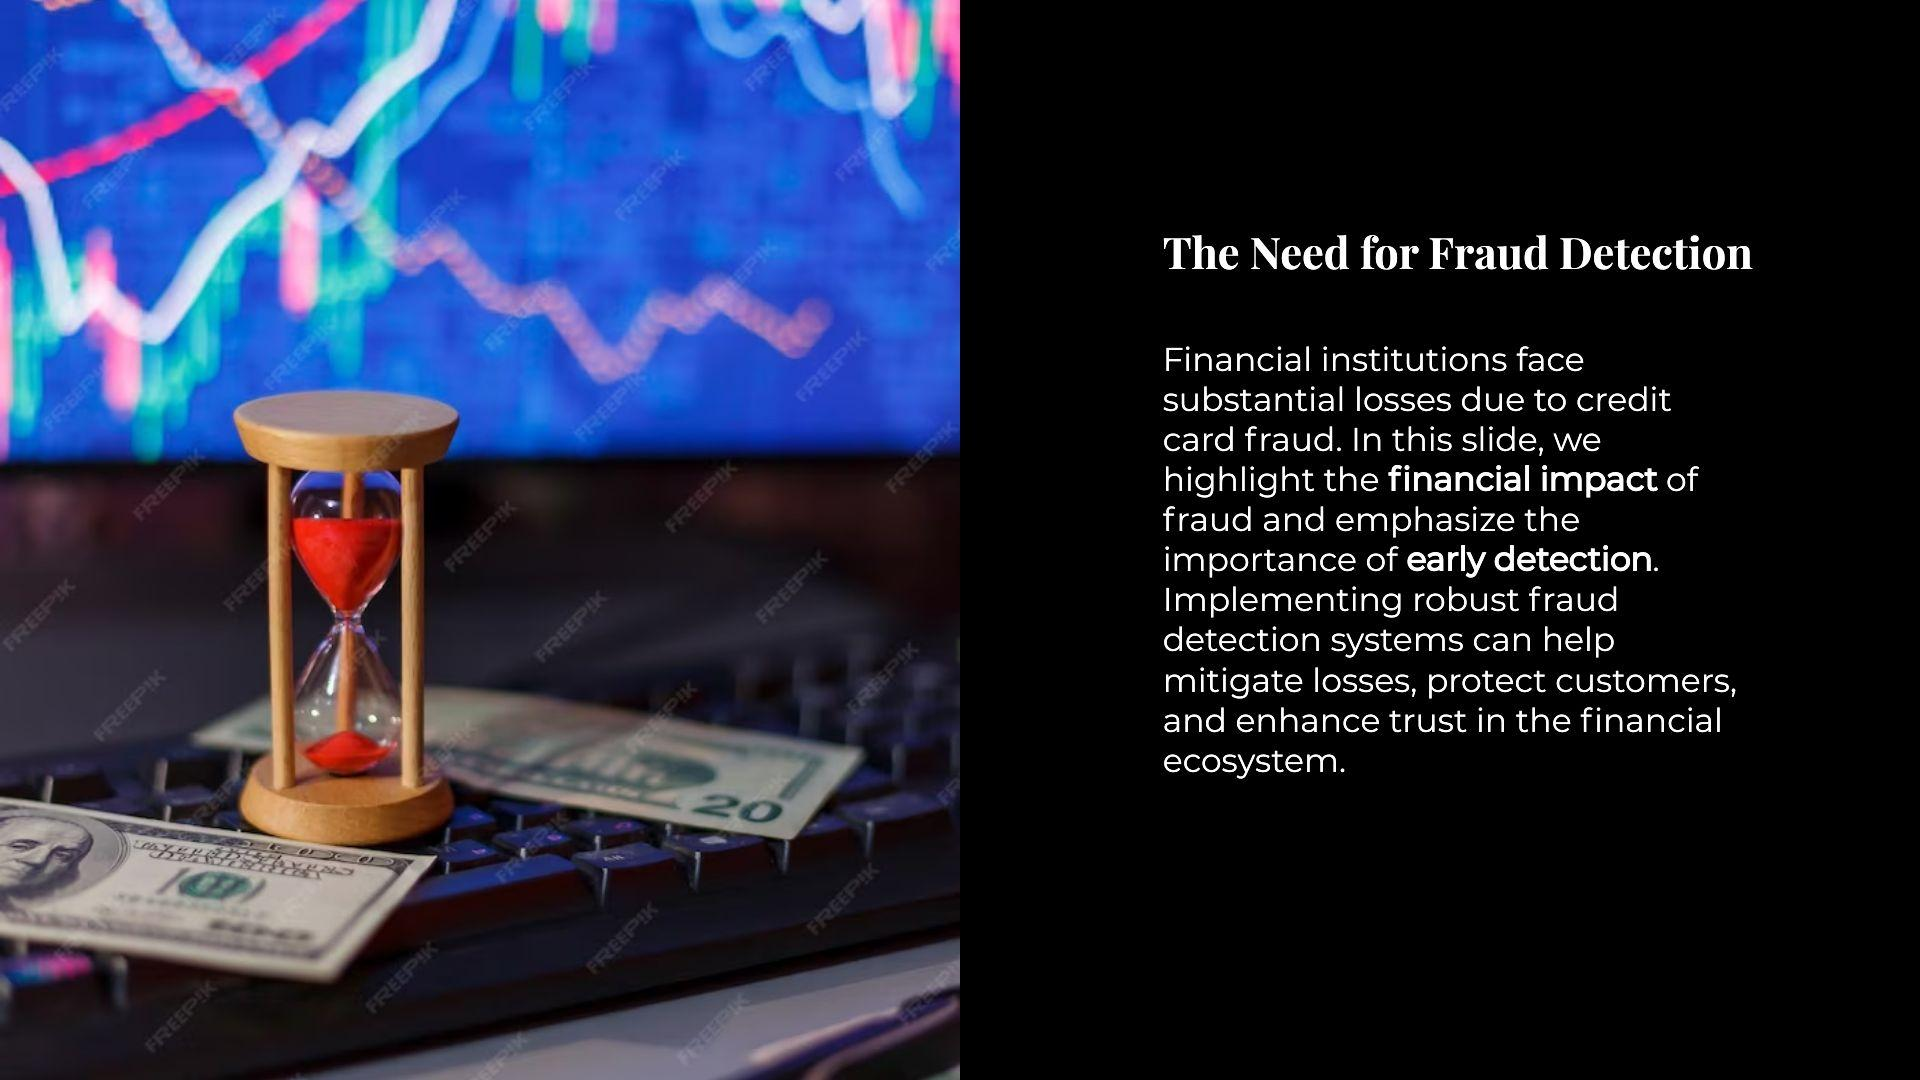 The Need for Fraud Detection
Financial institutions face
substantial losses due to credit
card fraud. In this slide, we
highlight the financial impact of
fraud and emphasize the
importance of early detection.
Implementing robust fraud
detection systems can help
mitigate losses, protect customers,
and enhance trust in the financial
ecosystem.
20
FREEPIK